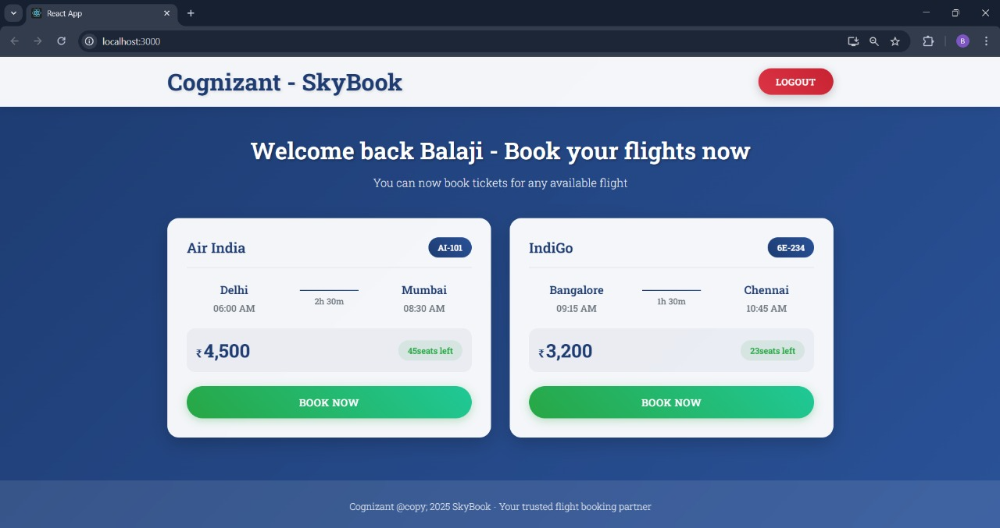 React App
localhost:3000
B
Cognizant - SkyBook
LOGOUT
Welcome back Balaji - Book your flights now
You can now book tickets for any available flight
Air India
AI-101
Delhi
06:00 AM
2h 30m
Mumbai
08:30 AM
₹4,500
45seats left
BOOK NOW
IndiGo
6E-234
Bangalore
09:15 AM
1h 30m
Chennai
10:45 AM
₹3,200
23seats left
BOOK NOW
Cognizant @copy; 2025 SkyBook - Your trusted flight booking partner